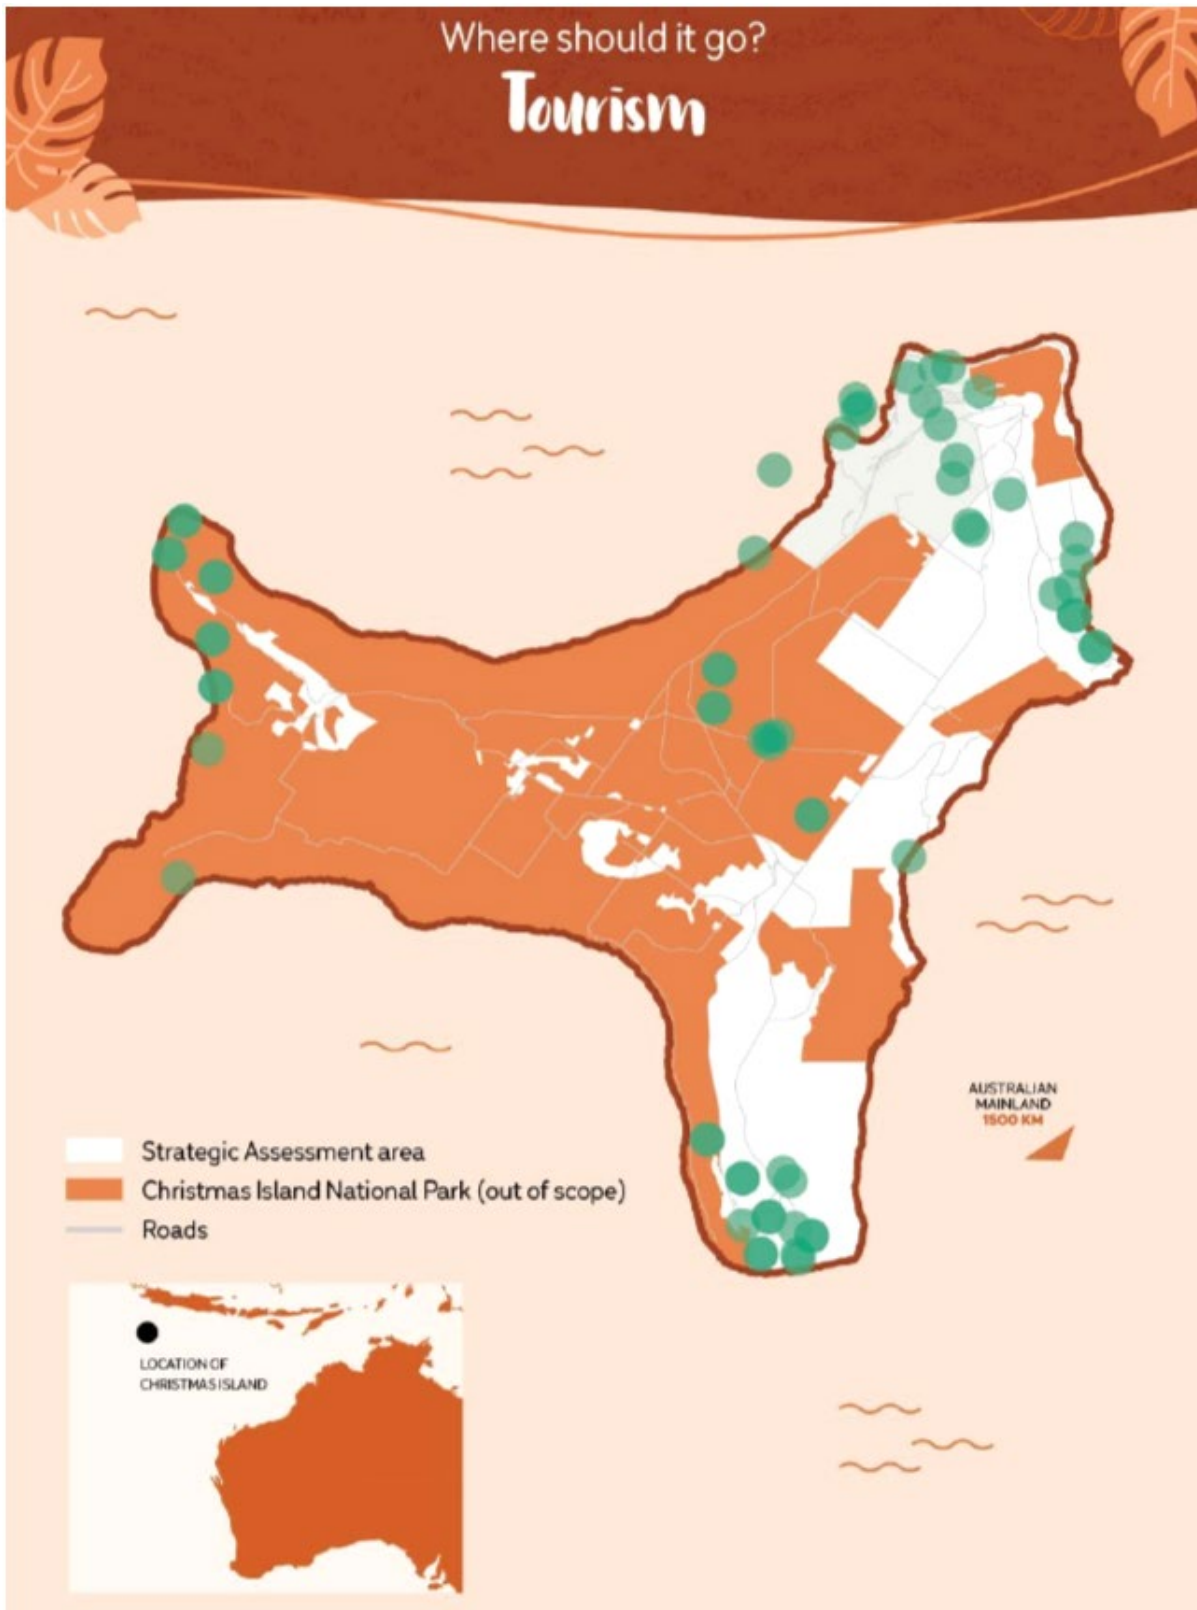 Where should it go?
Tourism
AUSTRALIAN
MAINLAND
1500 KM
Strategic Assessment area
Christmas Island National Park (out of scope)
Roads
LOCATION OF
CHRISTMAS ISLAND